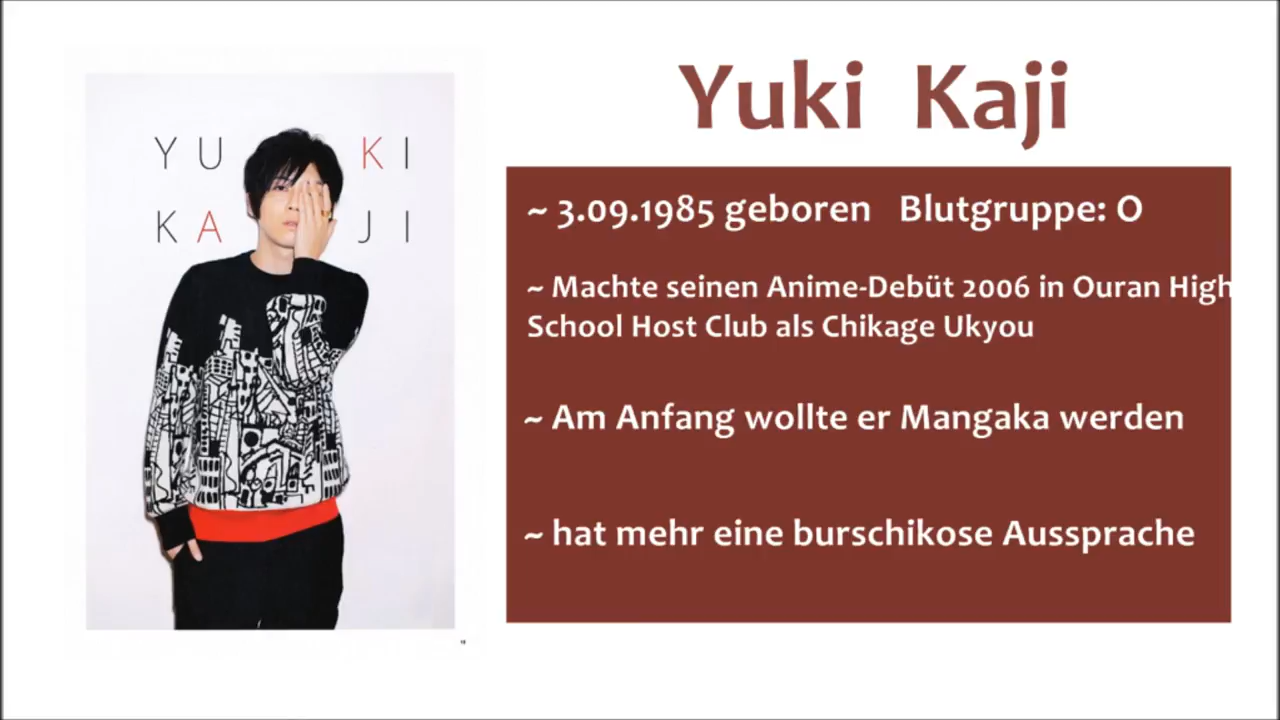 Yuki Kaji
YU KI
KA JI
~ 3.09.1985 geboren Blutgruppe: O
~ Machte seinen Anime-Debüt 2006 in Ouran High
School Host Club als Chikage Ukyou
~ Am Anfang wollte er Mangaka werden
~ hat mehr eine burschikose Aussprache